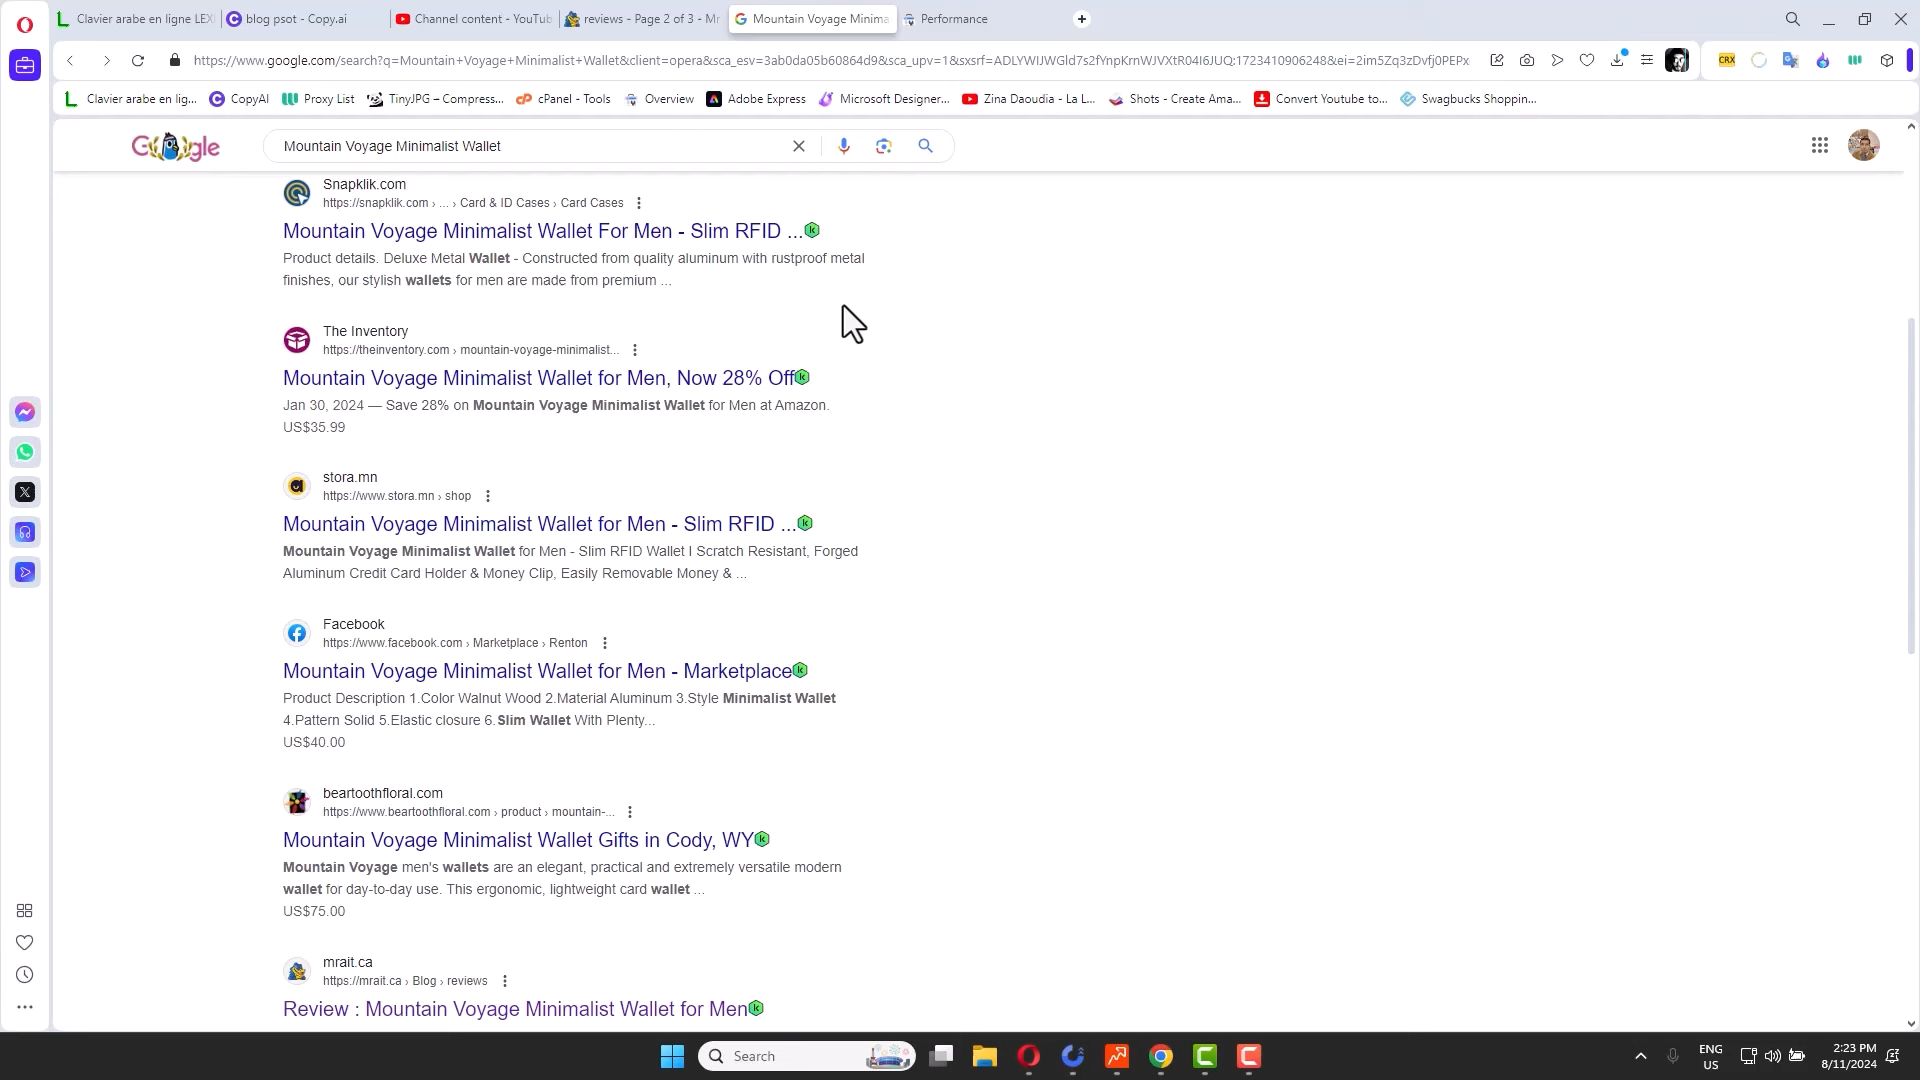 Clavier arabe en ligne LEX
blog psot - Copy.ai
Channel content - YouTub
reviews - Page 2 of 3 - Mr
Mountain Voyage Minima
Performance
https://www.google.com/search?q=Mountain+Voyage+Minimalist+Wallet&client=opera&sca_esv=3ab0da05b60864d9&sca_upv=1&sxsrf=ADLYWIJWGld7s2fYnpKrnWJVXtR04I6JUQ:1723410906248&ei=2im5Zq3zDvfj0PEPx
CRX
Clavier arabe en lig...
CopyAI
Proxy List
TinyJPG – Compress...
cPanel - Tools
Overview
Adobe Express
Microsoft Designer...
Zina Daoudia - La L...
Shots - Create Ama...
Convert Youtube to...
Swagbucks Shoppin...
Google
Mountain Voyage Minimalist Wallet
Snapklik.com
https://snapklik.com › ... › Card & ID Cases › Card Cases
Mountain Voyage Minimalist Wallet For Men - Slim RFID ...
Product details. Deluxe Metal Wallet - Constructed from quality aluminum with rustproof metal
finishes, our stylish wallets for men are made from premium ...
The Inventory
https://theinventory.com › mountain-voyage-minimalist...
Mountain Voyage Minimalist Wallet for Men, Now 28% Off
Jan 30, 2024 — Save 28% on Mountain Voyage Minimalist Wallet for Men at Amazon.
US$35.99
stora.mn
https://www.stora.mn › shop
Mountain Voyage Minimalist Wallet for Men - Slim RFID ...
Mountain Voyage Minimalist Wallet for Men - Slim RFID Wallet I Scratch Resistant, Forged
Aluminum Credit Card Holder & Money Clip, Easily Removable Money & ...
Facebook
https://www.facebook.com › Marketplace › Renton
Mountain Voyage Minimalist Wallet for Men - Marketplace
Product Description 1.Color Walnut Wood 2.Material Aluminum 3.Style Minimalist Wallet
4.Pattern Solid 5.Elastic closure 6.Slim Wallet With Plenty...
US$40.00
beartoothfloral.com
https://www.beartoothfloral.com › product › mountain-...
Mountain Voyage Minimalist Wallet Gifts in Cody, WY
Mountain Voyage men's wallets are an elegant, practical and extremely versatile modern
wallet for day-to-day use. This ergonomic, lightweight card wallet ...
US$75.00
mrait.ca
https://mrait.ca › Blog › reviews
Review : Mountain Voyage Minimalist Wallet for Men
Search
ENG
US
2:23 PM
8/11/2024